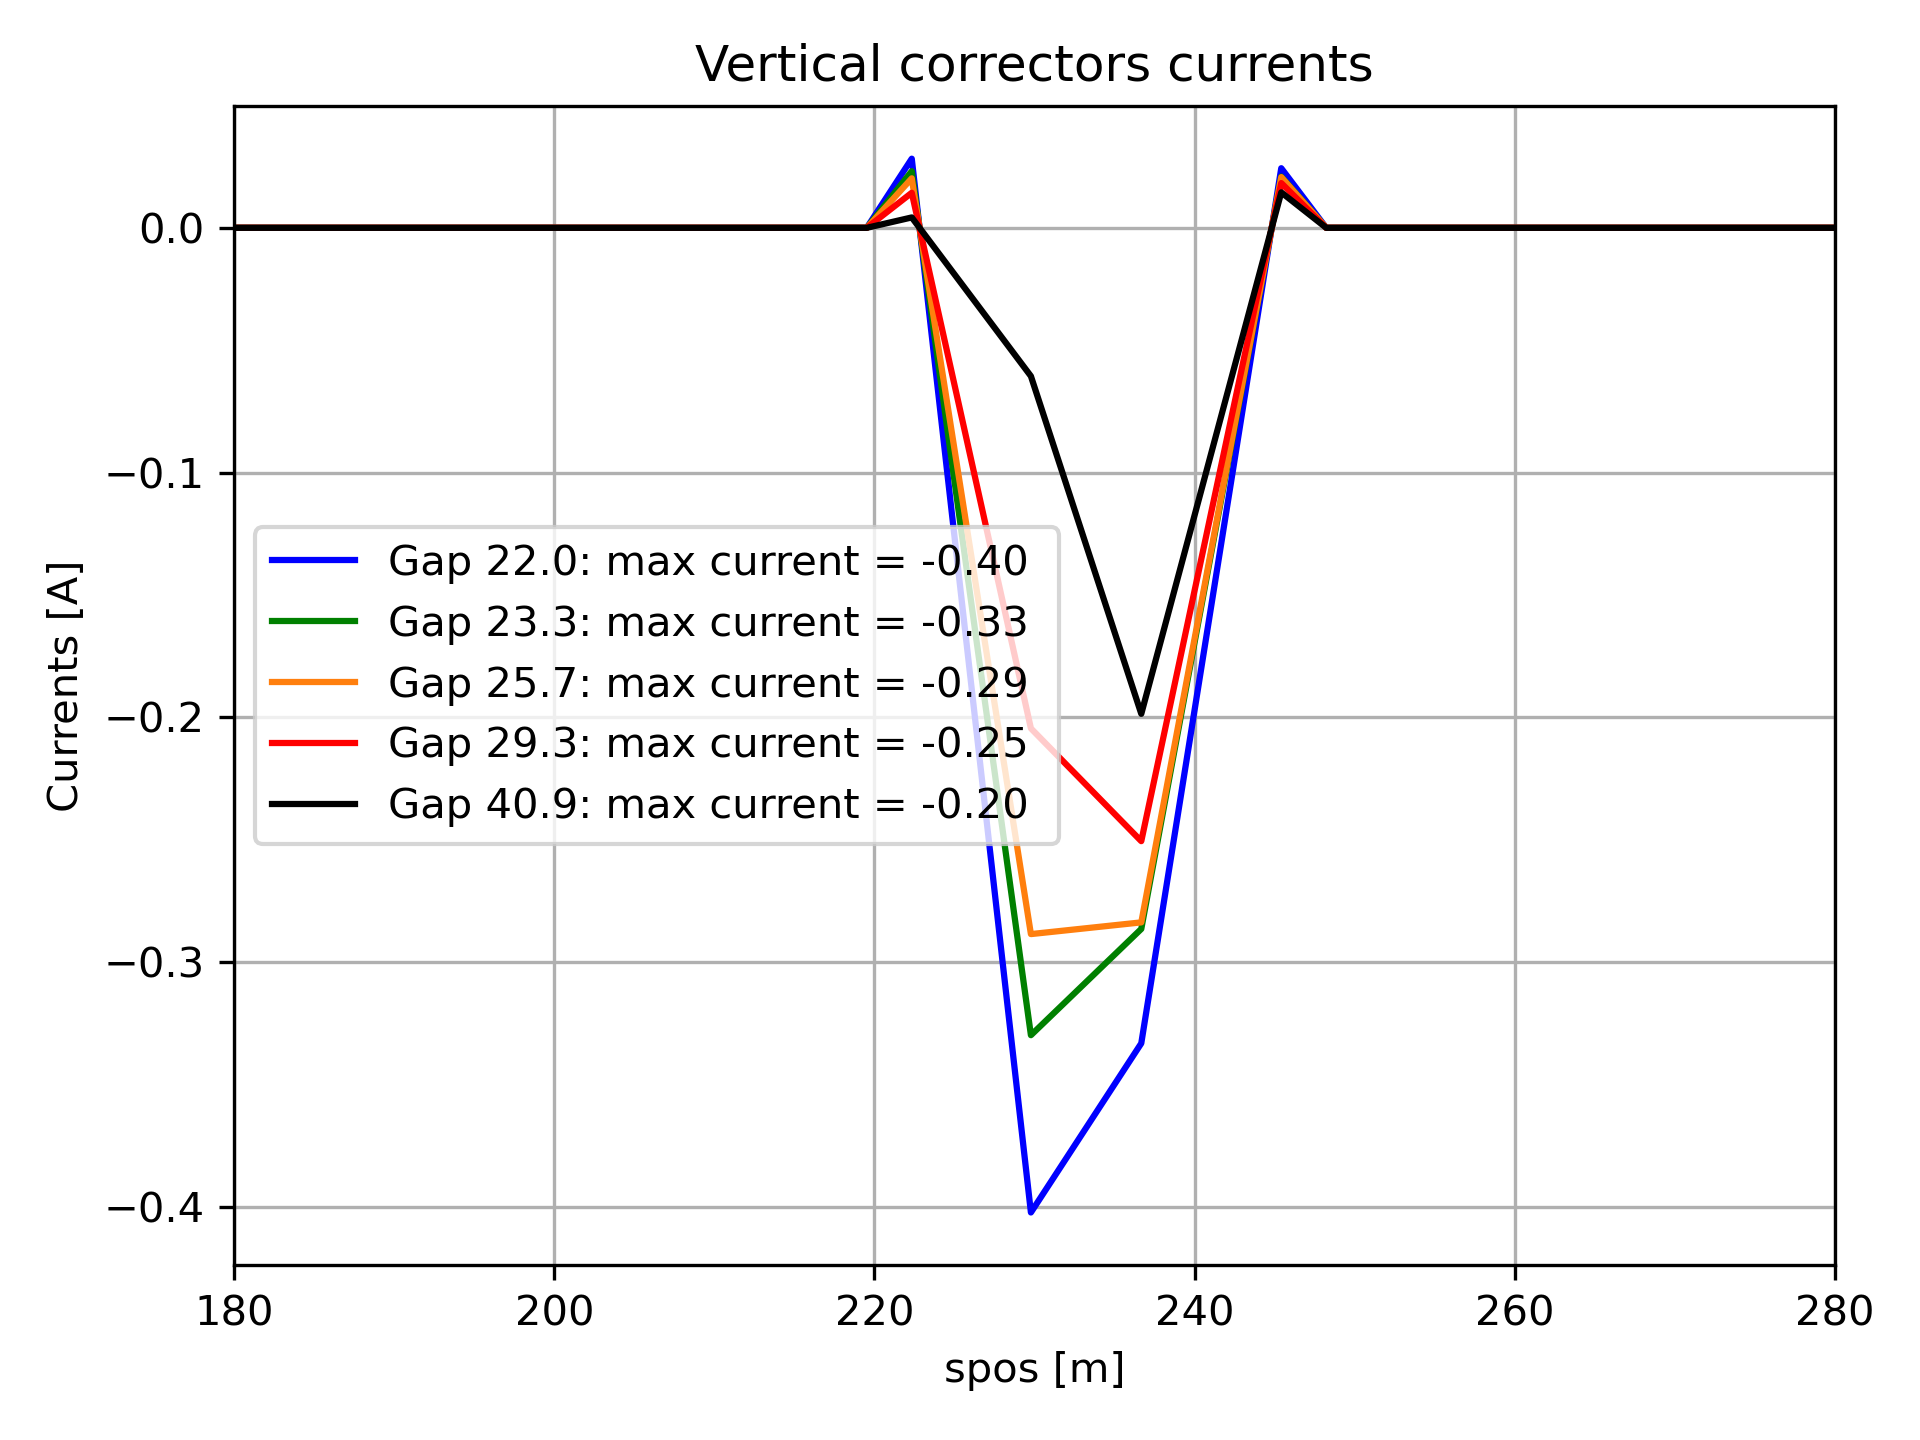 Vertical correctors currents
Currents [A]
0.0
−0.1
−0.2
−0.3
−0.4
Gap 22.0: max current = -0.40
Gap 23.3: max current = -0.33
Gap 25.7: max current = -0.29
Gap 29.3: max current = -0.25
Gap 40.9: max current = -0.20
180 200 220 240 260 280
spos [m]